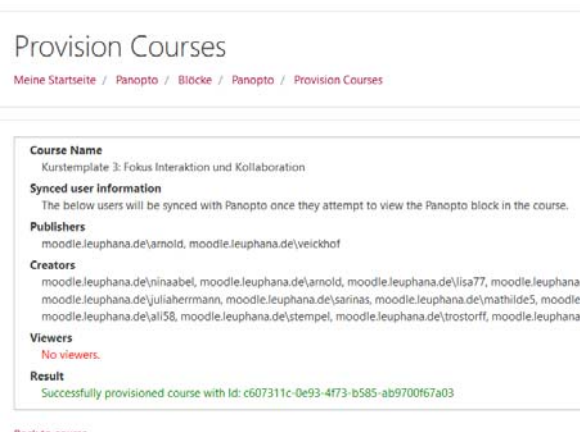 Provision Courses
Meine Startseite / Panopto / Blöcke / Panopto / Provision Courses
Course Name
Kurstemplate 3: Fokus Interaktion und Kollaboration
Synced user information
The below users will be synced with Panopto once they attempt to view the Panopto block in the course.
Publishers
moodle.leuphana.de\arnold, moodle.leuphana.de\veickhof
Creators
moodle.leuphana.de\ninaabel, moodle.leuphana.de\arnold, moodle.leuphana.de\lisa77, moodle.leuphana
moodle.leuphana.de\juliaherrmann, moodle.leuphana.de\sarinas, moodle.leuphana.de\mathilde5, moodle
moodle.leuphana.de\ali58, moodle.leuphana.de\stempel, moodle.leuphana.de\trostorff, moodle.leuphana
Viewers
No viewers.
Result
Successfully provisioned course with Id: c607311c-0e93-4f73-b585-ab9700f67a03